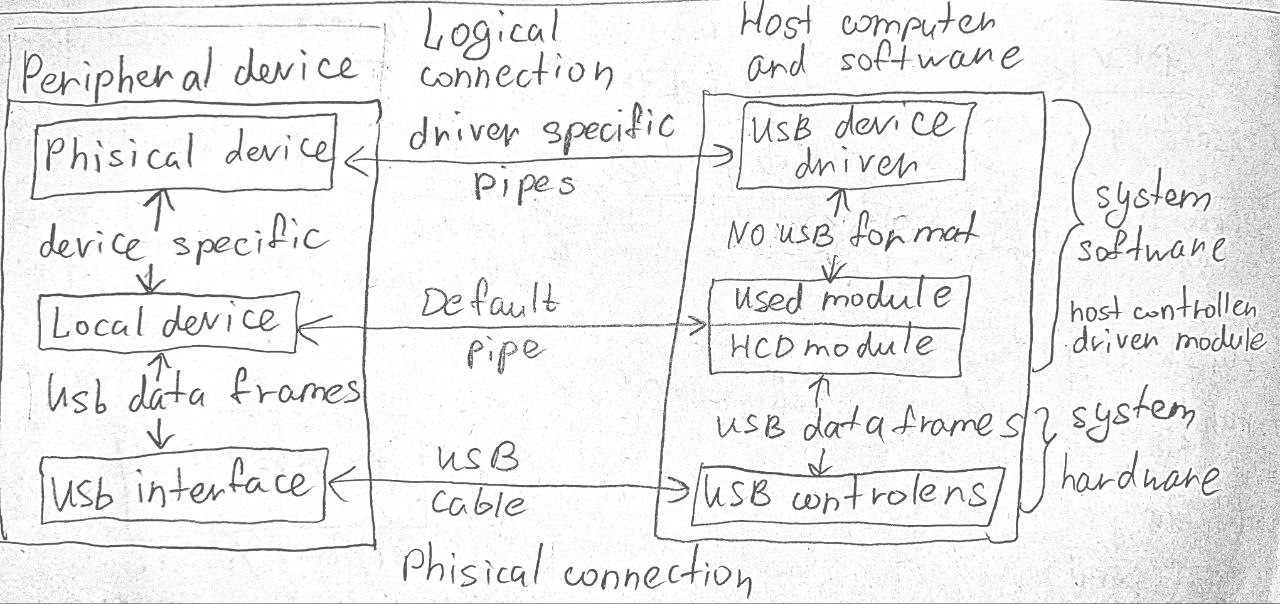 Peripheral device
Phisical device
device specific
Local device
Usb data frames
Usb interface
Logical
connection
driver specific
pipes
Default
pipe
USB
cable
Phisical connection
Host computer
and software
USB device
driver
No USB format
used module
HCD module
USB data frames
USB controlers
system
software
host controller
driver module
system
hardware